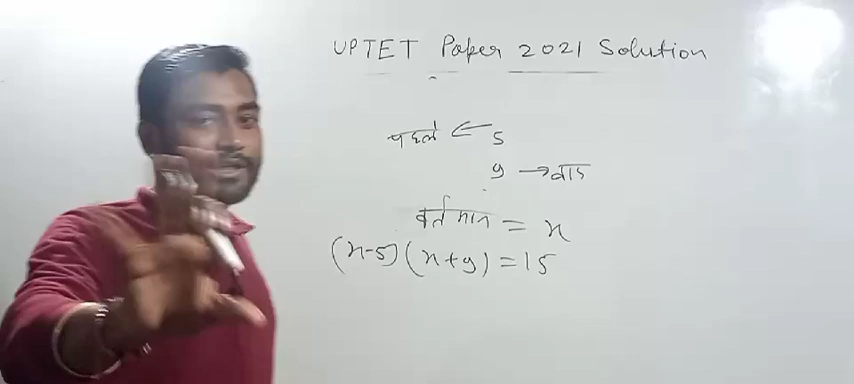 UPTET Paper 2021 Solution
पहले ← 5
9 → बाद
वर्तमान = x
(x-5) (x+9) = 15